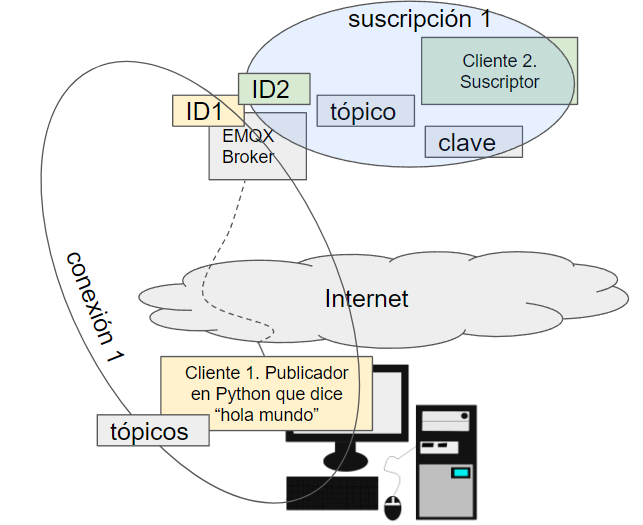 suscripción 1
Cliente 2.
Suscriptor
ID2
ID1
tópico
EMQX
Broker
clave
conexión 1
Internet
Cliente 1. Publicador
en Python que dice
“hola mundo”
tópicos